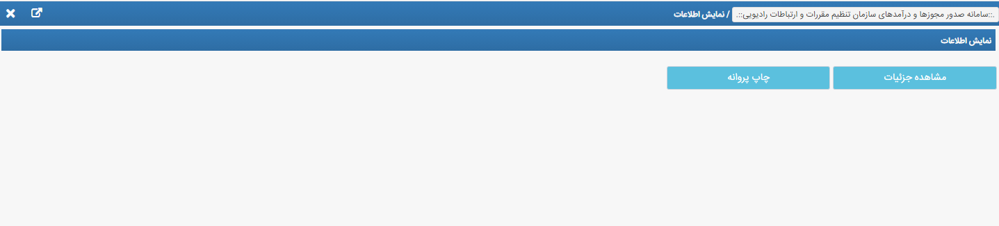 .::سامانه صدور مجوزها و درآمدهای سازمان تنظیم مقررات و ارتباطات رادیویی::. / نمایش اطلاعات
نمایش اطلاعات
مشاهده جزئیات
چاپ پروانه